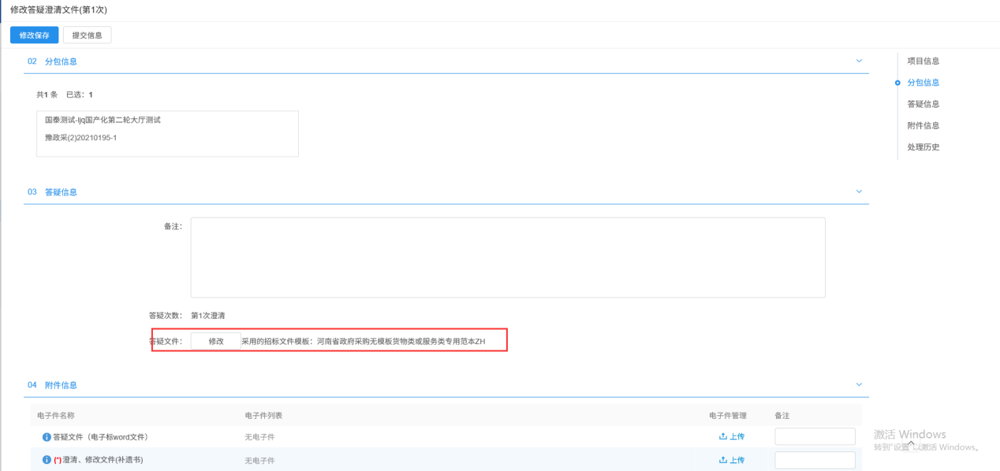 修改答疑澄清文件(第1次)
修改保存 提交信息
02 分包信息
项目信息
分包信息
答疑信息
附件信息
处理历史
共1 条 已选：1
国泰测试-ljq国产化第二轮大厅测试
豫政采(2)20210195-1
03 答疑信息
备注：
答疑次数： 第1次澄清
答疑文件： 修改 采用的招标文件模板：河南省政府采购无模板货物类或服务类专用范本ZH
04 附件信息
电子件名称 电子件列表 电子件管理 备注
答疑文件（电子标word文件） 无电子件 上传
(*)澄清、修改文件(补遗书) 无电子件 上传
激活 Windows
转到"设置"以激活 Windows。